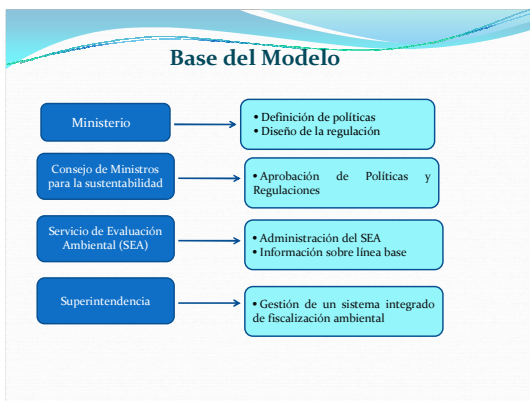 Base del Modelo
Ministerio
• Definición de políticas
• Diseño de la regulación
Consejo de Ministros
para la sustentabilidad
• Aprobación de Políticas y
Regulaciones
Servicio de Evaluación
Ambiental (SEA)
• Administración del SEA
• Información sobre línea base
Superintendencia
• Gestión de un sistema integrado
de fiscalización ambiental